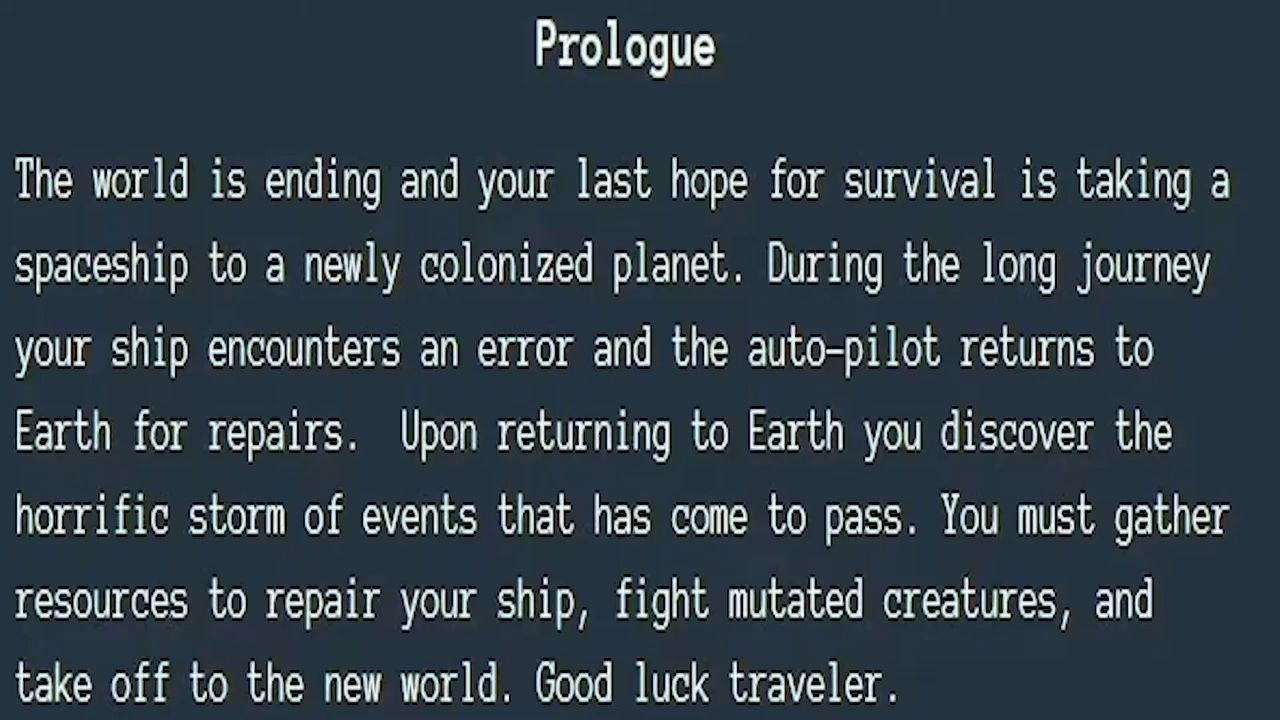 Prologue
The world is ending and your last hope for survival is taking a
spaceship to a newly colonized planet. During the long journey
your ship encounters an error and the auto-pilot returns to
Earth for repairs.  Upon returning to Earth you discover the
horrific storm of events that has come to pass. You must gather
resources to repair your ship, fight mutated creatures, and
take off to the new world. Good luck traveler.